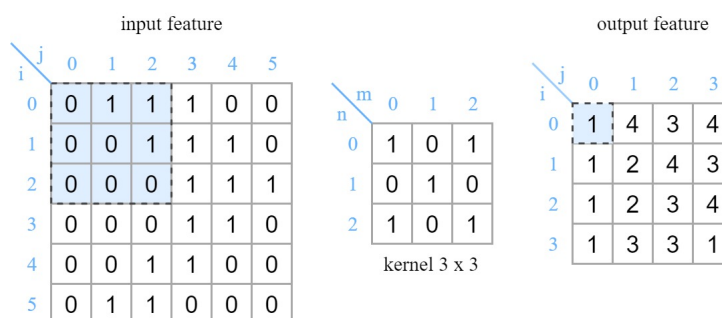 input feature
j
i
0 1 2 3 4 5
0 0 1 1 1 0 0
1 0 0 1 1 1 0
2 0 0 0 1 1 1
3 0 0 0 1 1 0
4 0 0 1 1 0 0
5 0 1 1 0 0 0
m
n
0 1 2
0 1 0 1
1 0 1 0
2 1 0 1
kernel 3 x 3
output feature
j
i
0 1 2 3
0 1 4 3 4
1 1 2 4 3
2 1 2 3 4
3 1 3 3 1